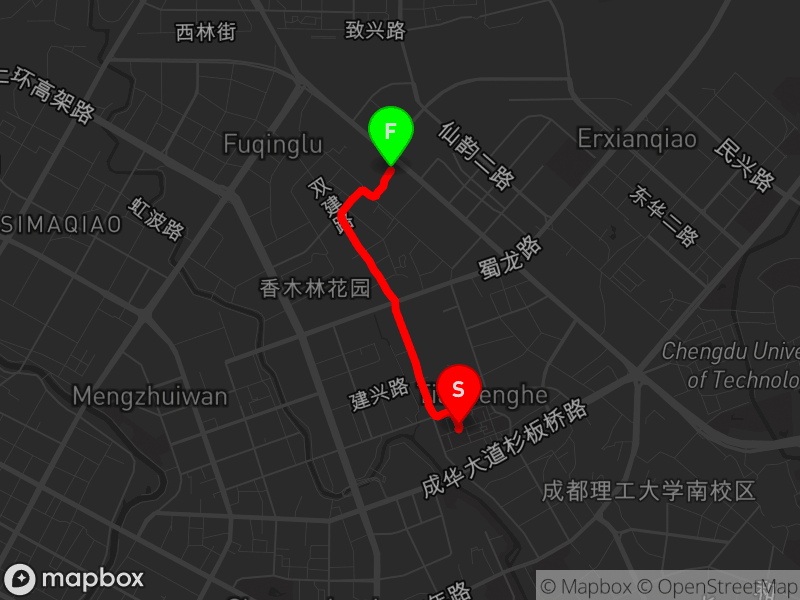 西林街
致兴路
二环高架路
F
仙韵二路
Fuqinglu
Erxianqiao
民兴路
双建路
东华二路
虹波路
SIMAQIAO
蜀龙路
香木林花园
Chengdu Unive
of Technolo
S
建兴路
Mengzhuiwan
成华大道杉板桥路
成都理工大学南校区
mapbox
© Mapbox © OpenStreetMap